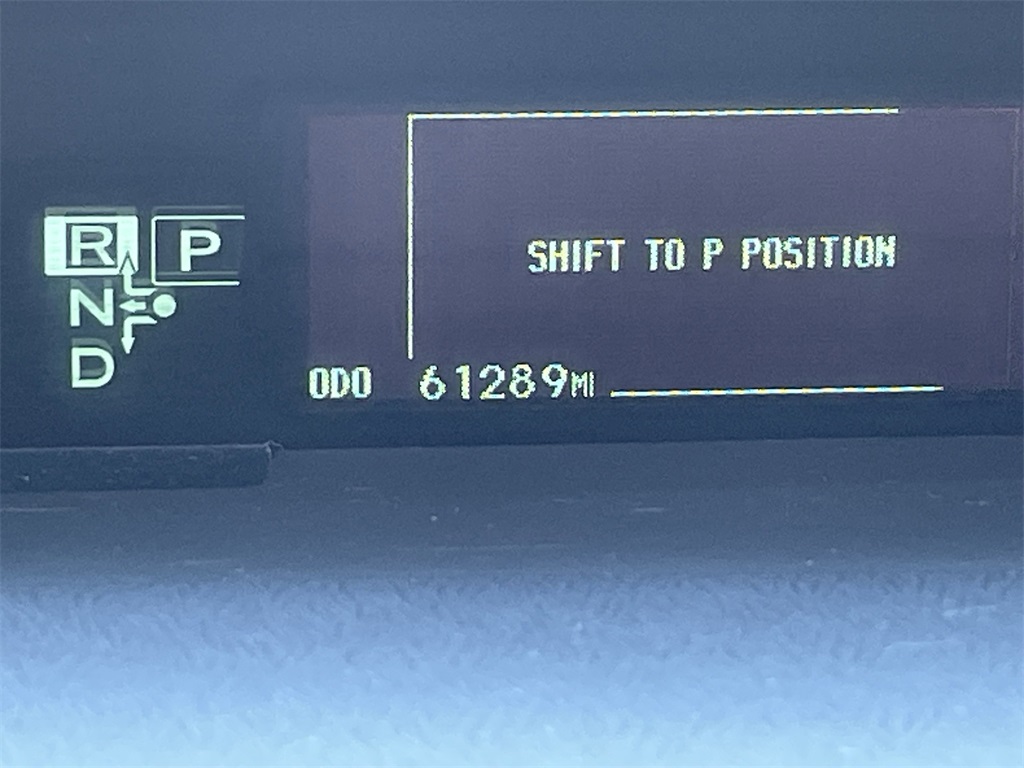 R P
SHIFT TO P POSITION
N
D
ODO 61289MI